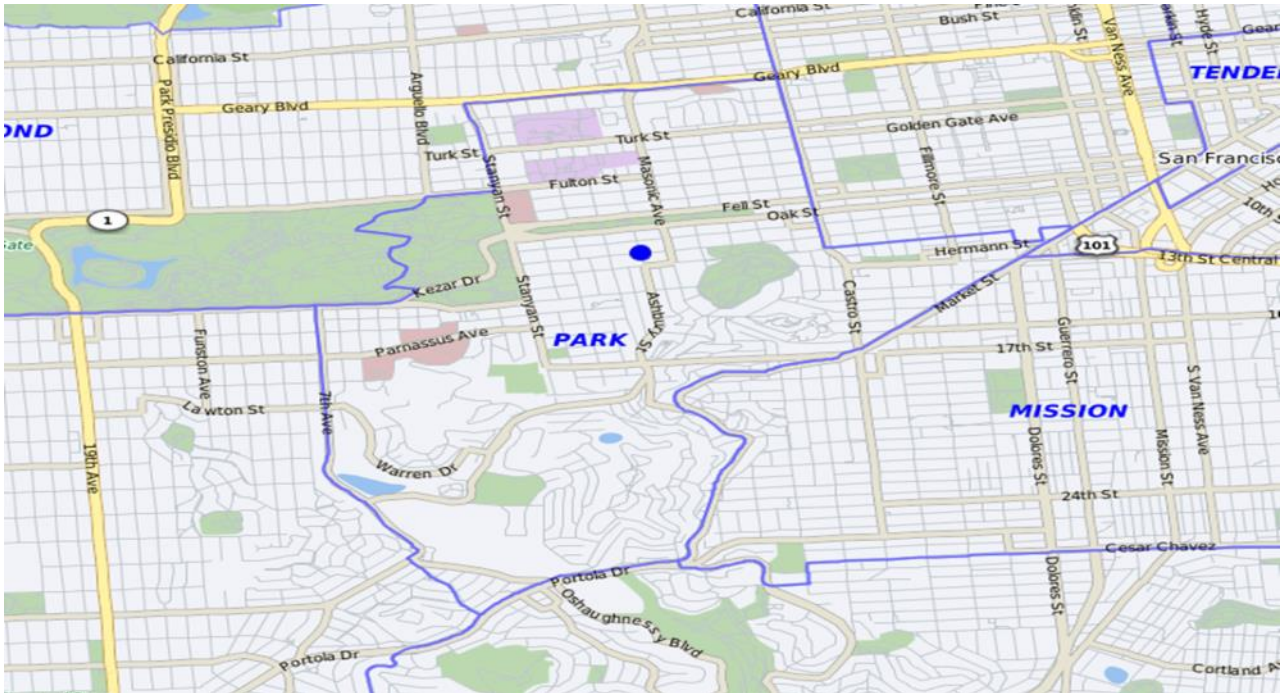 California St
Bush St
Hyde St
Van Ness Ave
Geary Blvd
California St
Park Presidio Blvd
Arguello Blvd
TENDE
Geary Blvd
OND
Golden Gate Ave
Turk St
Turk St
Stanyan St
Masonic Ave
Fillmore St
San Francisc
Fulton St
Fell St
Oak St
10th
1
ate
Hermann St
101
13th St Central
Kezar Dr
Stanyan St
Ashbury St
Castro St
Market St
Parnassus Ave
PARK
Funston Ave
17th St
Guerrero St
S Van Ness Ave
Lawton St
7th Ave
MISSION
19th Ave
Warren Dr
Dolores St
Mission St
24th St
Cesar Chavez
Portola Dr
Dolores St
Oshaughnessy Blvd
Portola Dr
Cortland A